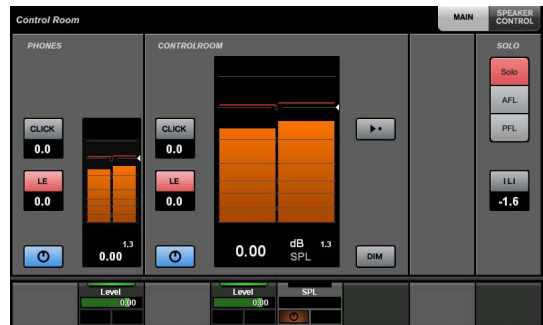 Control Room
MAIN
SPEAKER
CONTROL
PHONES
CONTROLROOM
SOLO
Solo
AFL
PFL
CLICK
0.0
CLICK
0.0
LE
0.0
LE
0.0
ILI
-1.6
1.3
0.00
0.00
dB
SPL
1.3
DIM
Level
0.00
Level
0.00
SPL